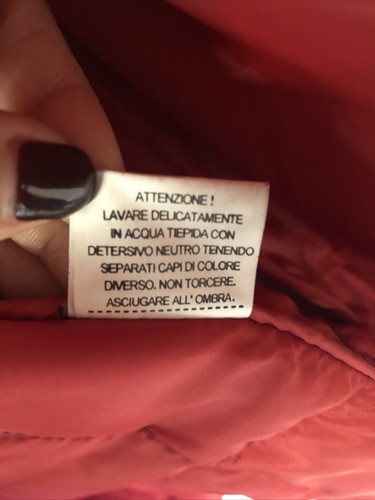 ATTENZIONE !
LAVARE DELICATAMENTE
IN ACQUA TIEPIDA CON
DETERSIVO NEUTRO TENENDO
SEPARATI CAPI DI COLORE
DIVERSO. NON TORCERE.
ASCIUGARE ALL' OMBRA.